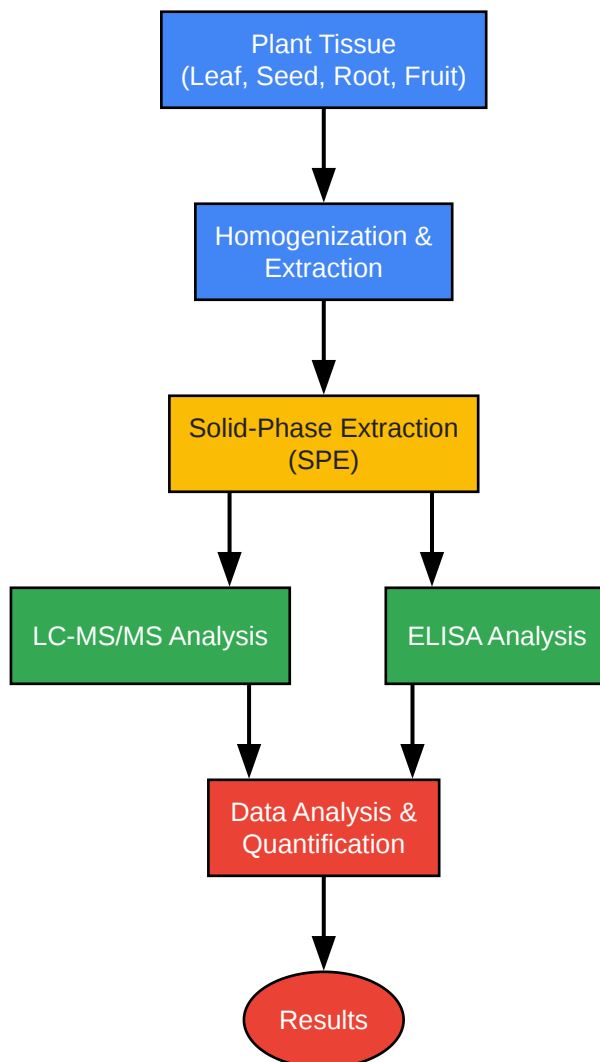 Plant Tissue
(Leaf, Seed, Root, Fruit)
Homogenization &
Extraction
Solid-Phase Extraction
(SPE)
LC-MS/MS Analysis
ELISA Analysis
Data Analysis &
Quantification
Results